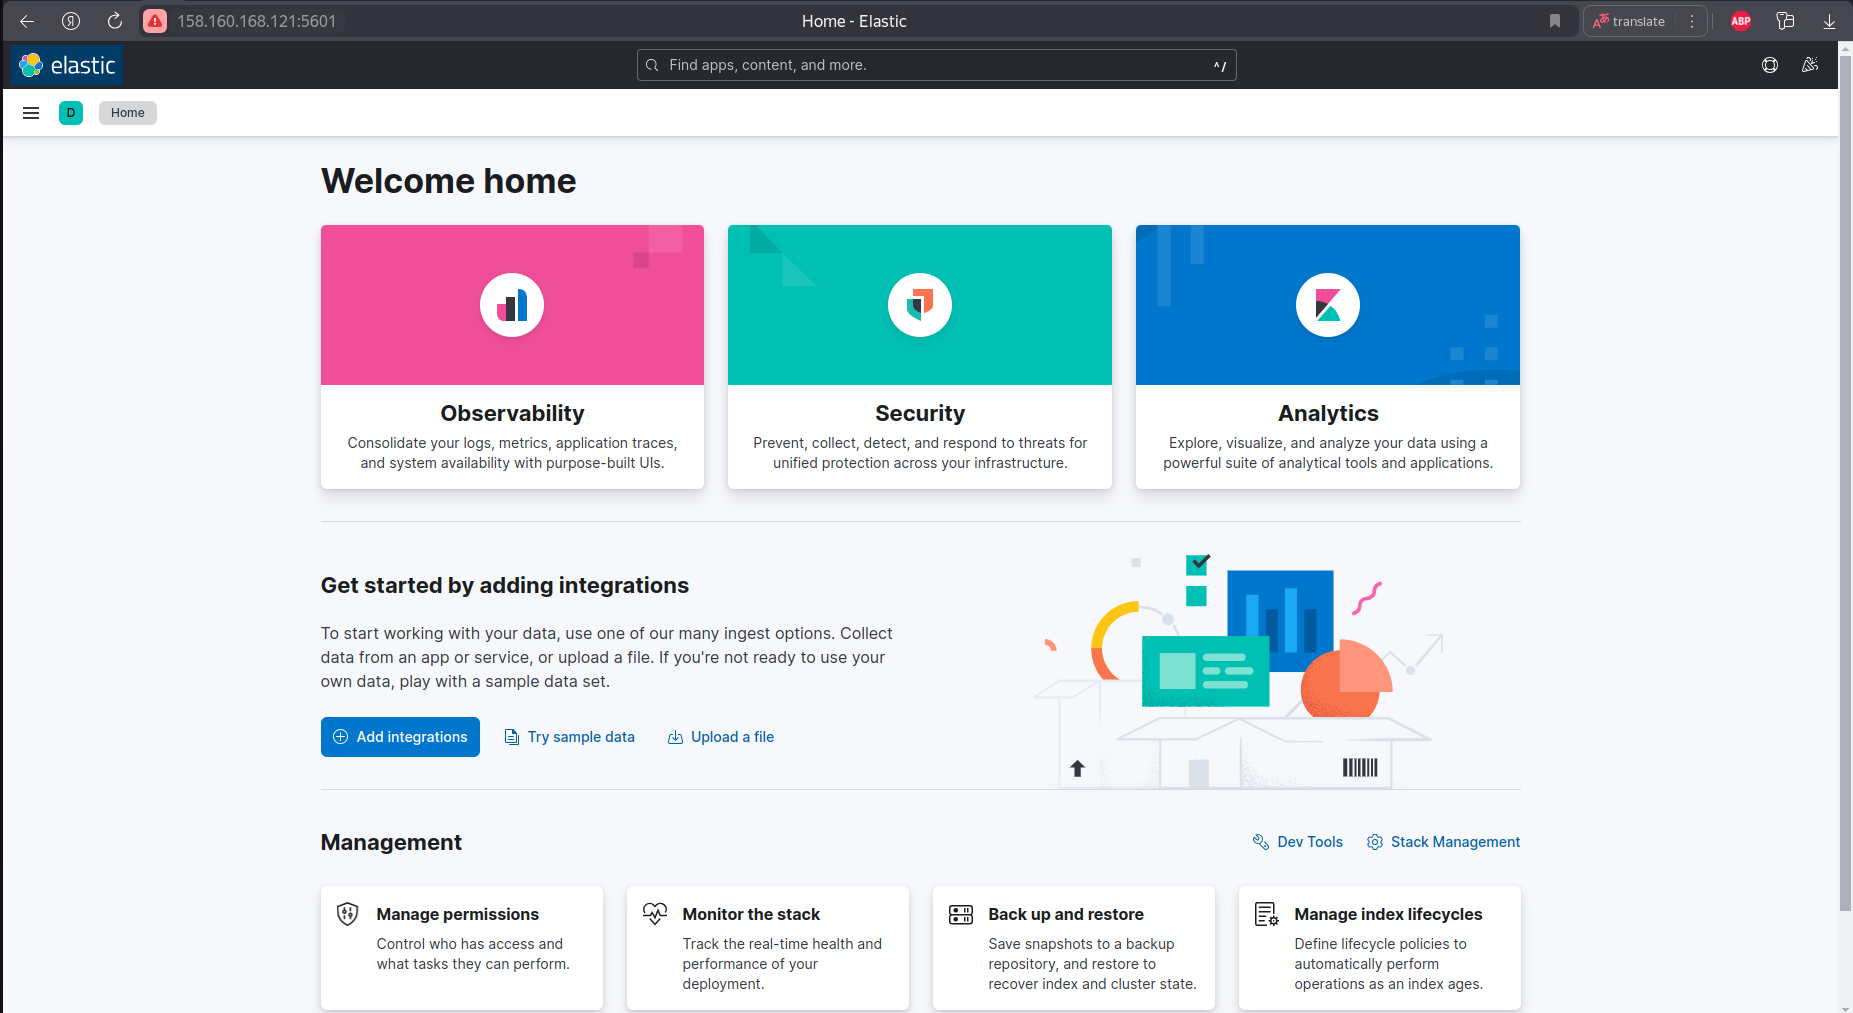 158.160.168.121:5601
Home - Elastic
translate
ABP
elastic
Find apps, content, and more.
^/
D
Home
Welcome home
Observability
Consolidate your logs, metrics, application traces,
and system availability with purpose-built UIs.
Security
Prevent, collect, detect, and respond to threats for
unified protection across your infrastructure.
Analytics
Explore, visualize, and analyze your data using a
powerful suite of analytical tools and applications.
Get started by adding integrations
To start working with your data, use one of our many ingest options. Collect
data from an app or service, or upload a file. If you're not ready to use your
own data, play with a sample data set.
Add integrations
Try sample data
Upload a file
Management
Dev Tools
Stack Management
Manage permissions
Control who has access and
what tasks they can perform.
Monitor the stack
Track the real-time health and
performance of your
deployment.
Back up and restore
Save snapshots to a backup
repository, and restore to
recover index and cluster state.
Manage index lifecycles
Define lifecycle policies to
automatically perform
operations as an index ages.